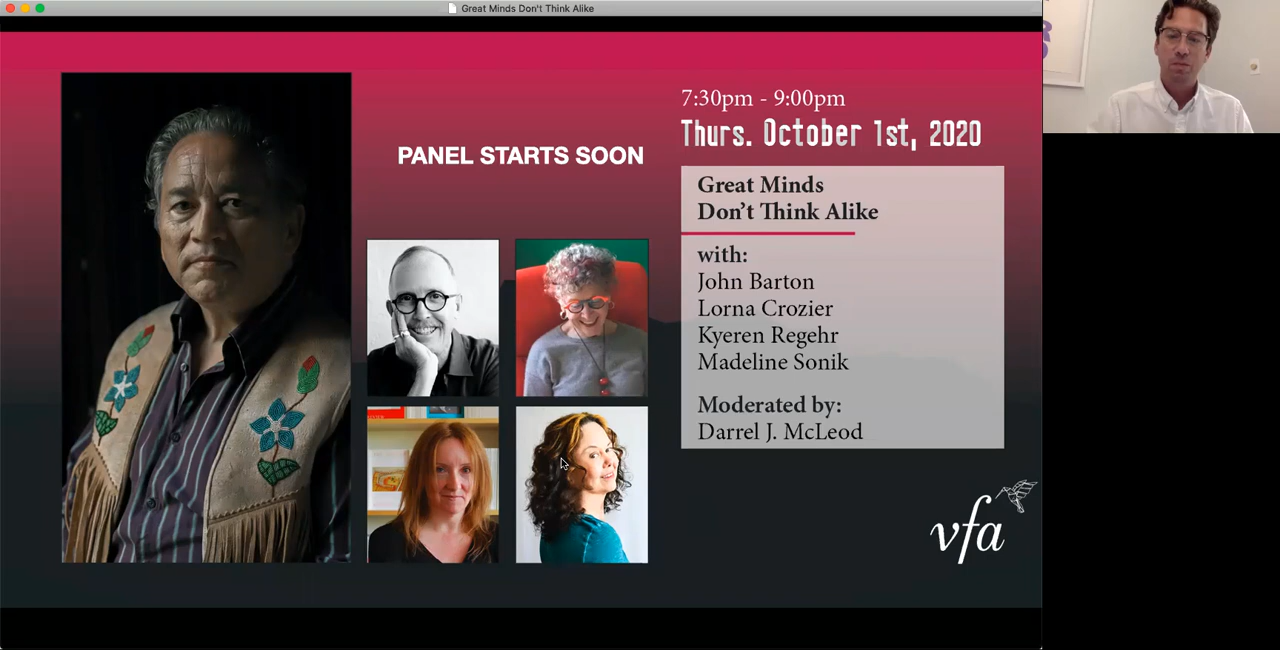 Great Minds Don't Think Alike
PANEL STARTS SOON
7:30pm - 9:00pm
Thurs. October 1st, 2020
Great Minds
Don't Think Alike
with:
John Barton
Lorna Crozier
Kyeren Regehr
Madeline Sonik
Moderated by:
Darrel J. McLeod
vfa